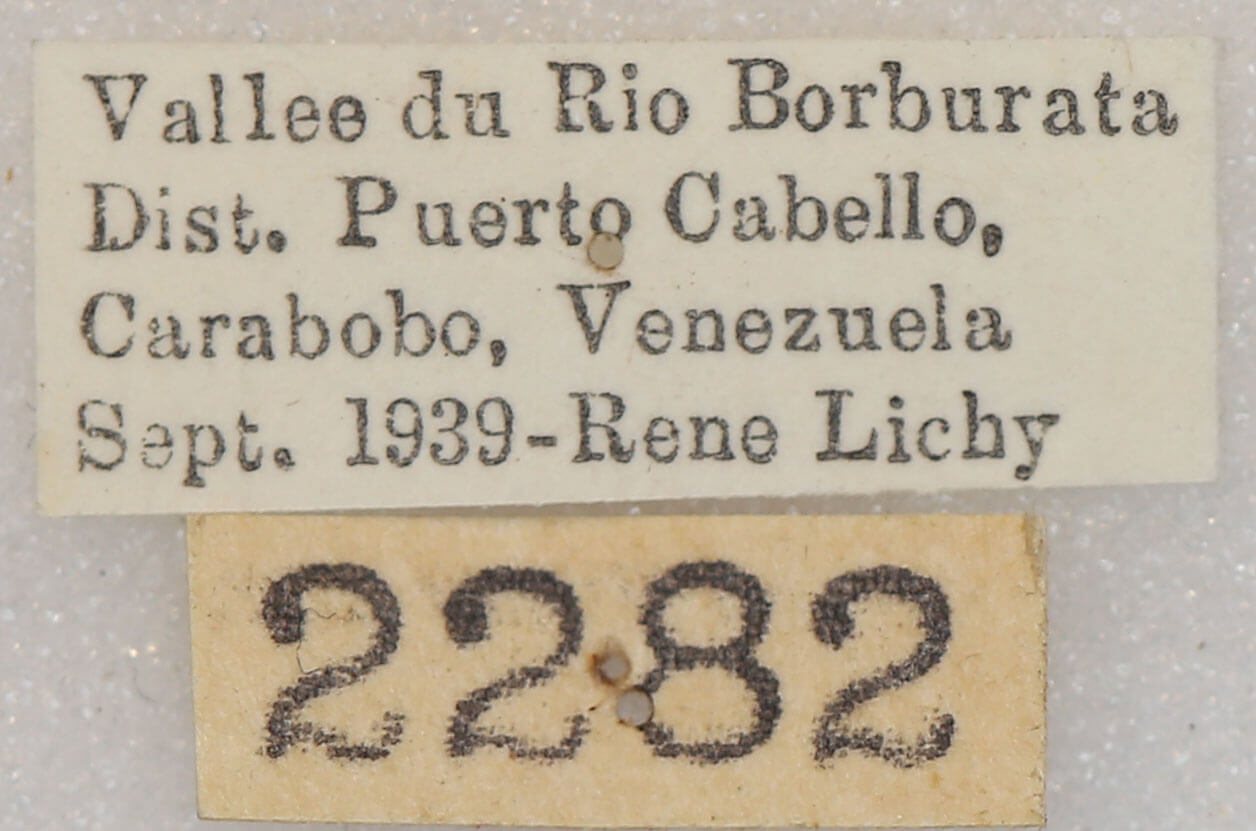 Vallee du Rio Borburata
Dist. Puerto Cabello,
Carabobo, Venezuela
Sept. 1939-Rene Lichy
2282